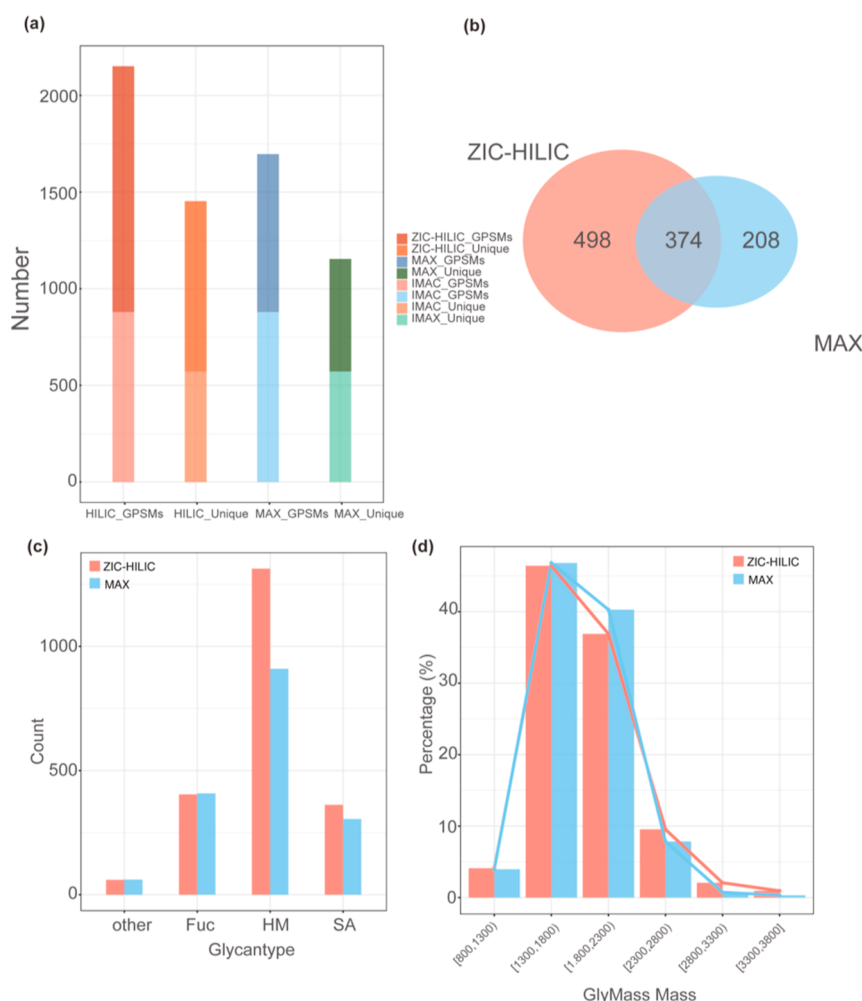 (a)
2000
1500
1000
500
0
Number
HILIC_GPSMs HILIC_Unique MAX_GPSMs MAX_Unique
ZIC-HILIC_GPSMs
ZIC-HILIC_Unique
MAX_GPSMs
MAX_Unique
IMAC_GPSMs
IMAC_GPSMs
IMAC_Unique
IMAX_Unique
(b)
ZIC-HILIC
498 374 208
MAX
(c)
ZIC-HILIC
MAX
1000
500
0
Count
other Fuc HM SA
Glycantype
(d)
ZIC-HILIC
MAX
40
30
20
10
0
Percentage (%)
[800,1300) [1300,1800) [1.800,2300) [2300,2800) [2800,3300) [3300,3800)
GlyMass Mass